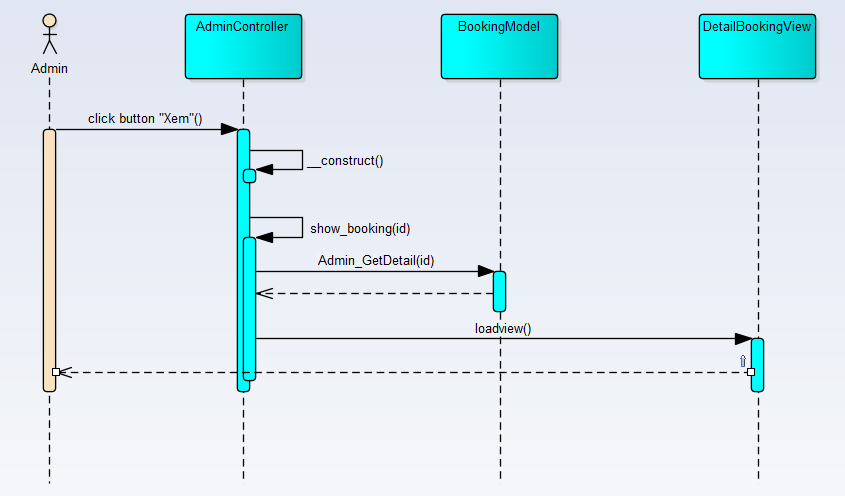 AdminController
BookingModel
DetailBookingView
Admin
click button "Xem"()
__construct()
show_booking(id)
Admin_GetDetail(id)
loadview()